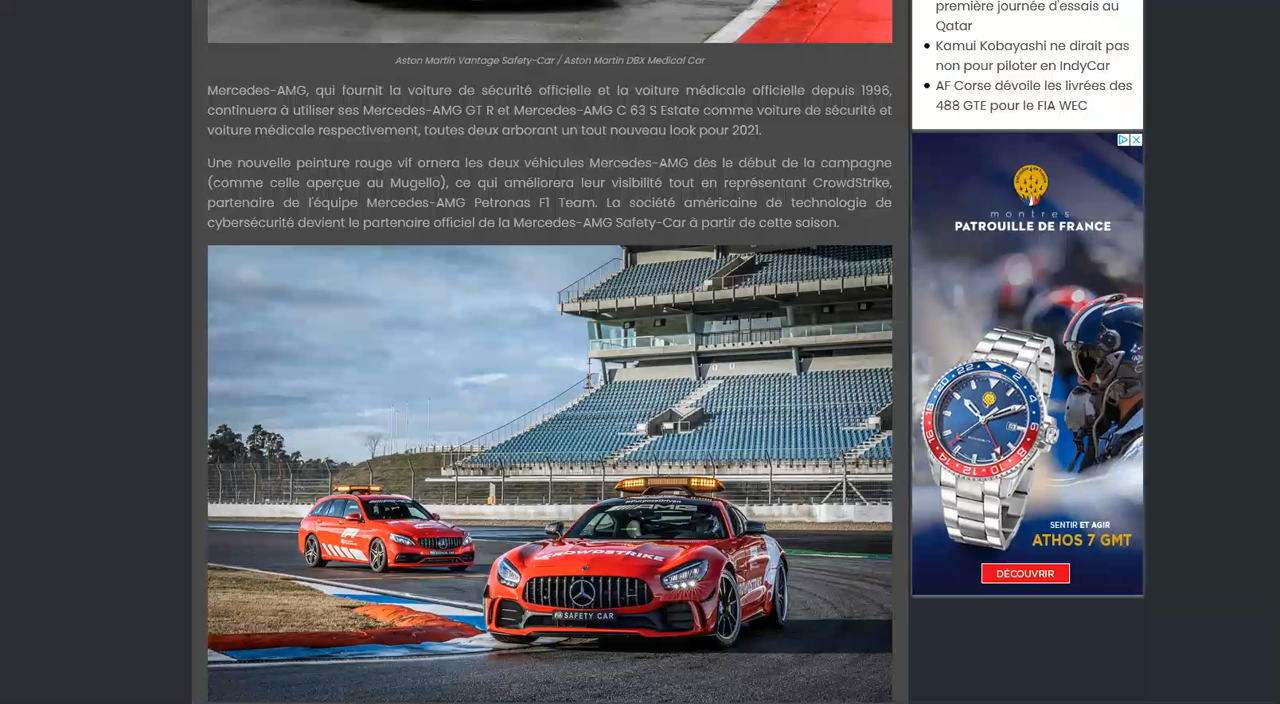 Aston Martin Vantage Safety-Car / Aston Martin DBX Medical Car
Mercedes-AMG, qui fournit la voiture de sécurité officielle et la voiture médicale officielle depuis 1996,
continuera à utiliser ses Mercedes-AMG GT R et Mercedes-AMG C 63 S Estate comme voiture de sécurité et
voiture médicale respectivement, toutes deux arborant un tout nouveau look pour 2021.
Une nouvelle peinture rouge vif ornera les deux véhicules Mercedes-AMG dès le début de la campagne
(comme celle aperçue au Mugello), ce qui améliorera leur visibilité tout en représentant CrowdStrike,
partenaire de l'équipe Mercedes-AMG Petronas F1 Team. La société américaine de technologie de
cybersécurité devient le partenaire officiel de la Mercedes-AMG Safety-Car à partir de cette saison.
AMG
CROWDSTRIKE
SAFETY CAR
première journée d'essais au
Qatar
Kamui Kobayashi ne dirait pas
non pour piloter en IndyCar
AF Corse dévoile les livrées des
488 GTE pour le FIA WEC
montres
PATROUILLE DE FRANCE
SENTIR ET AGIR
ATHOS 7 GMT
DÉCOUVRIR